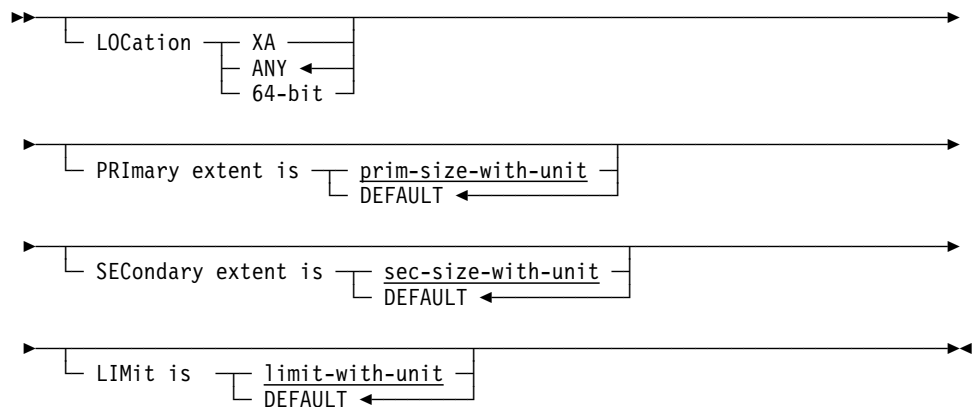 LOCation XA
ANY
64-bit
PRImary extent is prim-size-with-unit
DEFAULT
SECondary extent is sec-size-with-unit
DEFAULT
LIMit is limit-with-unit
DEFAULT